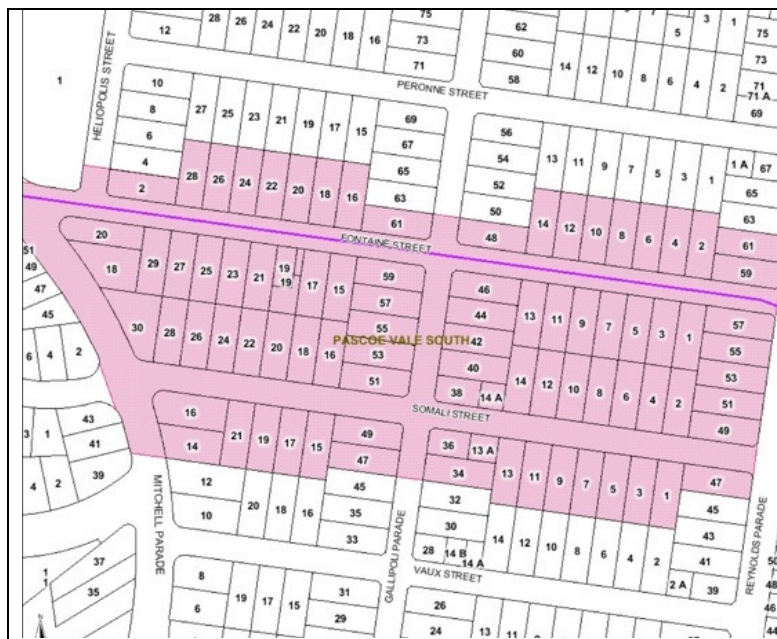 28 26 24 22 20 18 16
12
75
73
71
62
60
58
14 12 10 8 6 4 2
7
5
3 1
75
73
71
71 A
69
HELIOPOLIS STREET
PERONNE STREET
1
10
8
6
4
2
27 25 23 21 19 17 15
69
67
65
63
61
28 26 24 22 20 18 16
56
54
52
50
48
13 11 9 7 5 3 1
1 A 67
65
63
61
59
14 12 10 8 6 4 2
FONTAINE STREET
20
18
29 27 25 23 21 19 19 17 15
59
57
55
53
51
30 28 26 24 22 20 18 16
PASCOE VALE SOUTH
46
44
42
40
38 14 A
13 11 9 7 5 3 1
14 12 10 8 6 4 2
57
55
53
51
49
51
49
47
45
6 4 2
SOMALI STREET
16
14
21 19 17 15
49
47
36 13 A
34
13 11 9 7 5 3 1
47
43
3 1 41
4 2 39
12
10
20 18 16
45
35
33
32
30
28 14 B
14 A
14 12 10 8 6 4 2
45
43
41
2 A 39
MITCHELL PARADE
GALLIPOLI PARADE
REYNOLDS PARADE
VAUX STREET
37
1
1 35
8
6
19 17 15
31
29
26
24
13 11 9
50
48
46
44